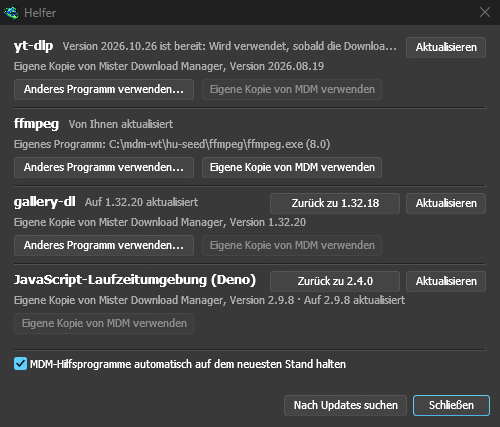 Helfer
yt-dlp Version 2026.10.26 ist bereit: Wird verwendet, sobald die Downloa... Aktualisieren
Eigene Kopie von Mister Download Manager, Version 2026.08.19
Anderes Programm verwenden... Eigene Kopie von MDM verwenden
ffmpeg Von Ihnen aktualisiert
Eigenes Programm: C:\mdm-wt\hu-seed\ffmpeg\ffmpeg.exe (8.0)
Anderes Programm verwenden... Eigene Kopie von MDM verwenden
gallery-dl Auf 1.32.20 aktualisiert Zurück zu 1.32.18 Aktualisieren
Eigene Kopie von Mister Download Manager, Version 1.32.20
Anderes Programm verwenden... Eigene Kopie von MDM verwenden
JavaScript-Laufzeitumgebung (Deno) Zurück zu 2.4.0 Aktualisieren
Eigene Kopie von Mister Download Manager, Version 2.9.8 · Auf 2.9.8 aktualisiert
Eigene Kopie von MDM verwenden
MDM-Hilfsprogramme automatisch auf dem neuesten Stand halten
Nach Updates suchen Schließen